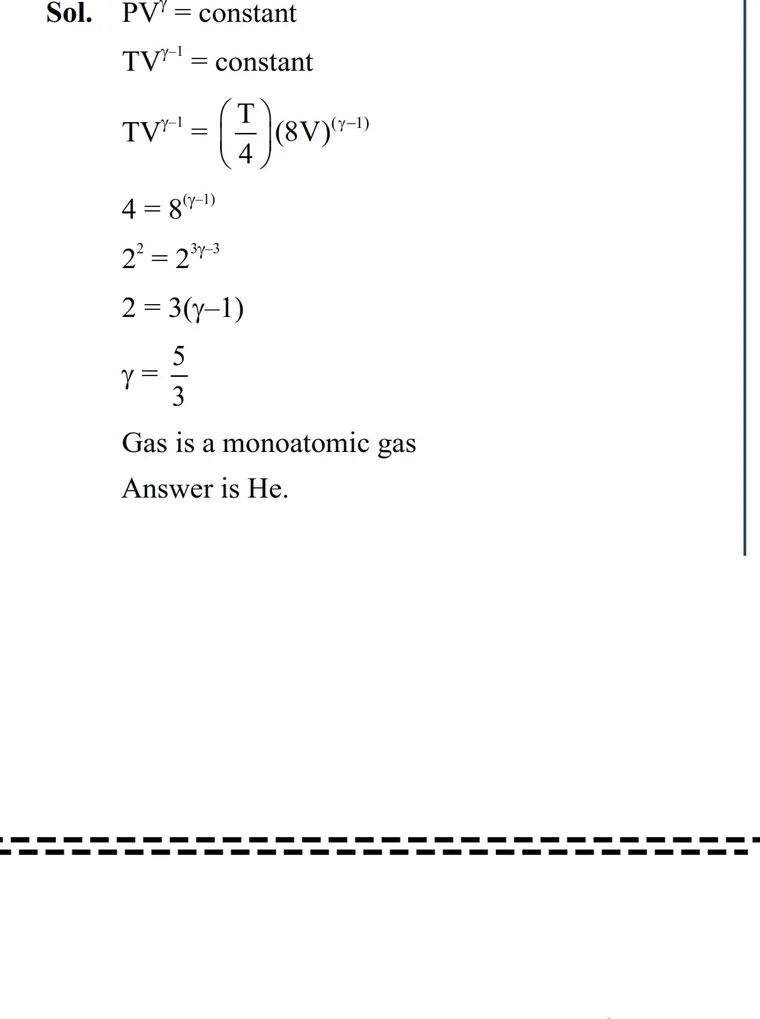 Sol. PV^γ = constant
TV^γ–1 = constant
TV^γ–1 = (T/4)(8V)^(γ–1)
4 = 8^(γ–1)
2^2 = 2^3γ–3
2 = 3(γ–1)
γ = 5/3
Gas is a monoatomic gas
Answer is He.